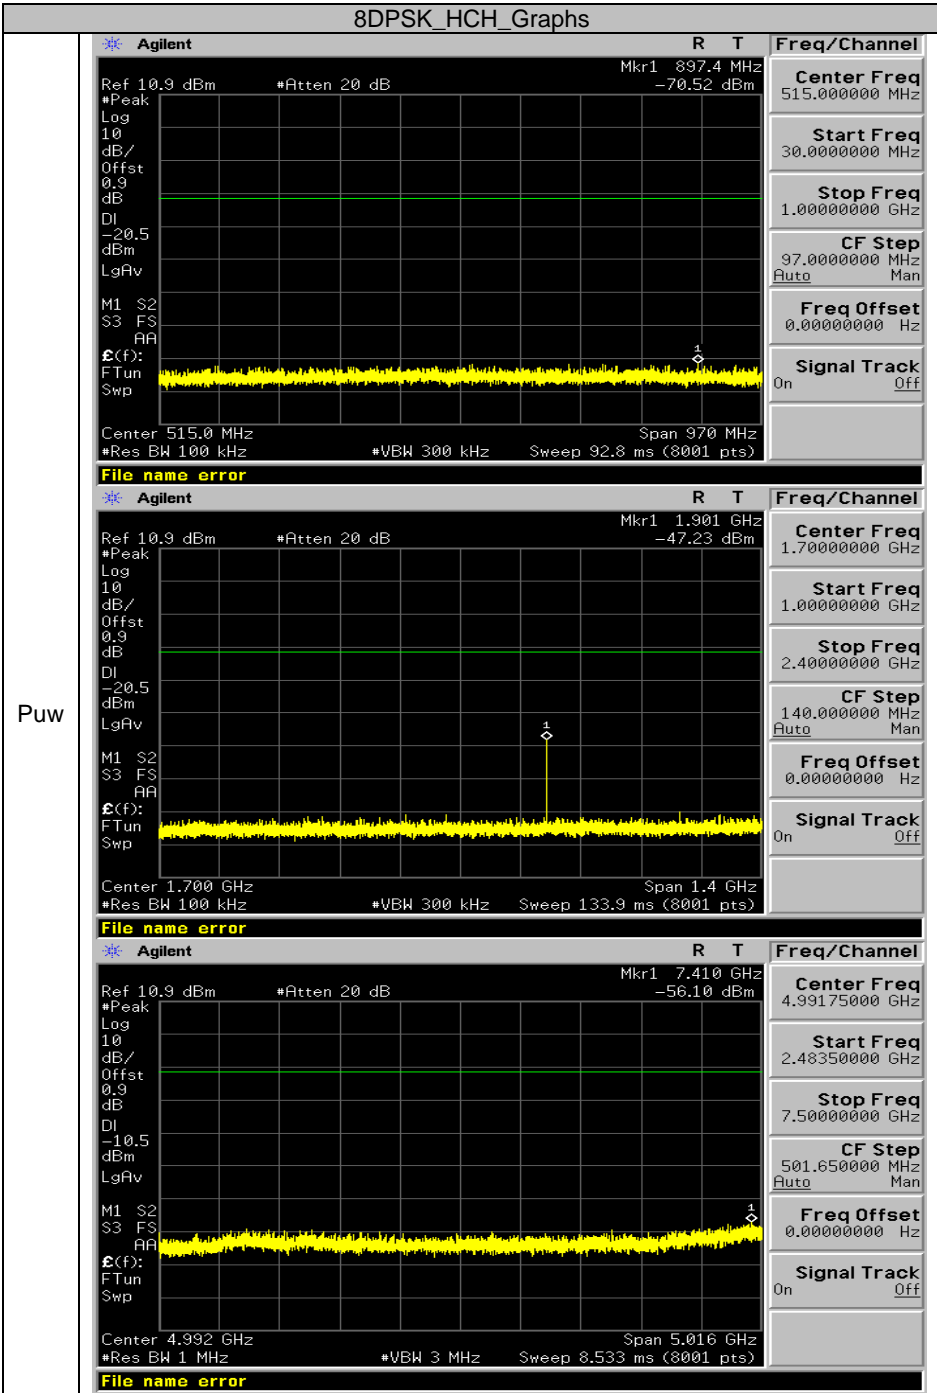 8DPSK_HCH_Graphs
Puw
Agilent R T Freq/Channel
Mkr1 897.4 MHz
Ref 10.9 dBm #Atten 20 dB -70.52 dBm
#Peak
Log
10
dB/
Offst
0.9
dB
DI
-20.5
dBm
LgAv
M1 S2
S3 FS
AA
£(f):
FTun
Swp
1
Center 515.0 MHz Span 970 MHz
#Res BW 100 kHz #VBW 300 kHz Sweep 92.8 ms (8001 pts)
File name error
Center Freq
515.000000 MHz
Start Freq
30.0000000 MHz
Stop Freq
1.00000000 GHz
CF Step
97.0000000 MHz
Auto Man
Freq Offset
0.00000000 Hz
Signal Track
On Off
Agilent R T Freq/Channel
Mkr1 1.901 GHz
Ref 10.9 dBm #Atten 20 dB -47.23 dBm
#Peak
Log
10
dB/
Offst
0.9
dB
DI
-20.5
dBm
LgAv
M1 S2
S3 FS
AA
£(f):
FTun
Swp
1
Center 1.700 GHz Span 1.4 GHz
#Res BW 100 kHz #VBW 300 kHz Sweep 133.9 ms (8001 pts)
File name error
Center Freq
1.70000000 GHz
Start Freq
1.00000000 GHz
Stop Freq
2.40000000 GHz
CF Step
140.000000 MHz
Auto Man
Freq Offset
0.00000000 Hz
Signal Track
On Off
Agilent R T Freq/Channel
Mkr1 7.410 GHz
Ref 10.9 dBm #Atten 20 dB -56.10 dBm
#Peak
Log
10
dB/
Offst
0.9
dB
DI
-10.5
dBm
LgAv
M1 S2
S3 FS
AA
£(f):
FTun
Swp
1
Center 4.992 GHz Span 5.016 GHz
#Res BW 1 MHz #VBW 3 MHz Sweep 8.533 ms (8001 pts)
File name error
Center Freq
4.99175000 GHz
Start Freq
2.48350000 GHz
Stop Freq
7.50000000 GHz
CF Step
501.650000 MHz
Auto Man
Freq Offset
0.00000000 Hz
Signal Track
On Off